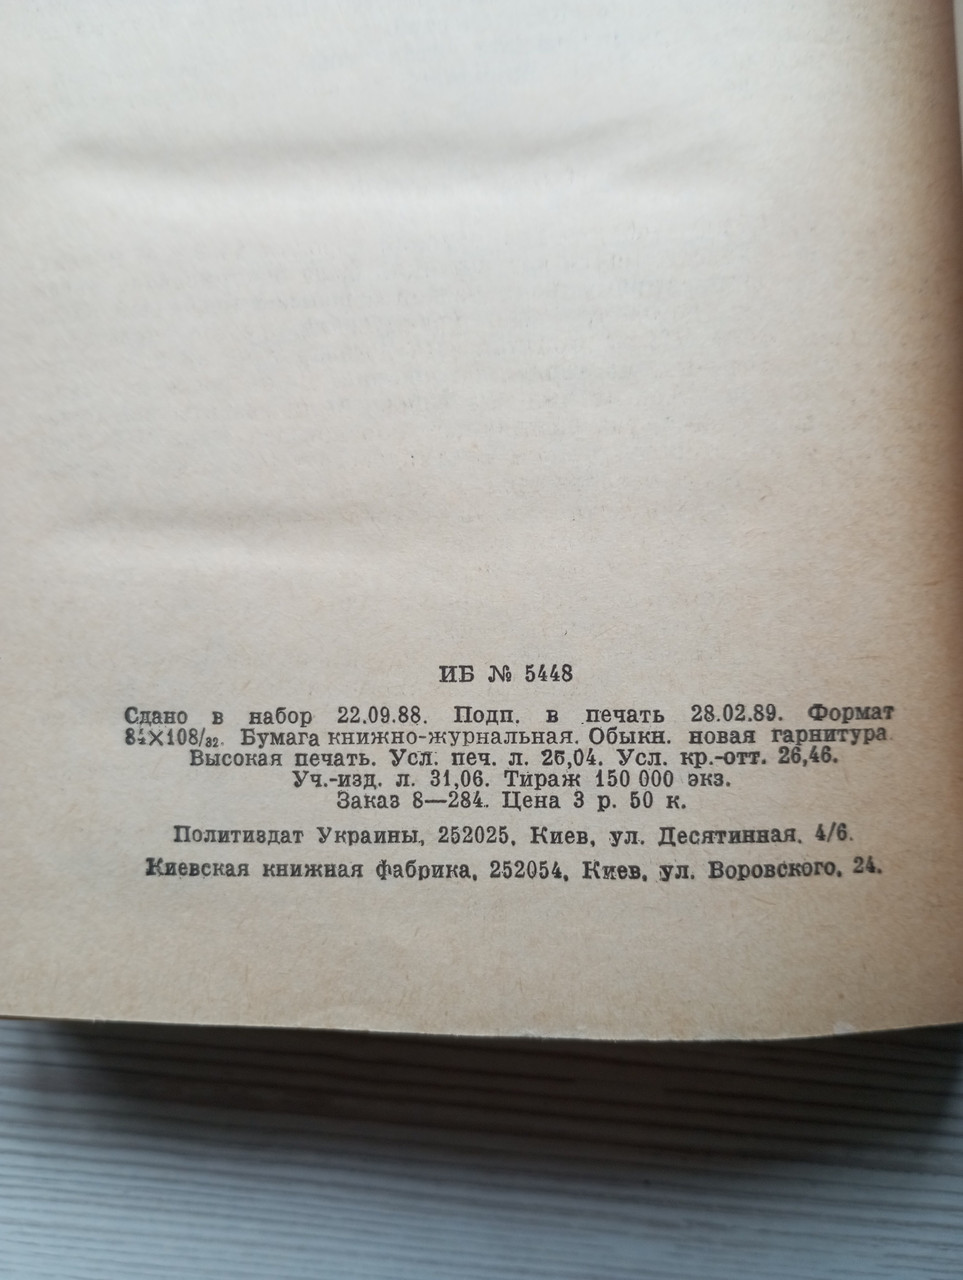 ИБ № 5448
Сдано в набор 22.09.88. Подп. в печать 28.02.89. Формат
84×108/32. Бумага книжно-журнальная. Обыкн. новая гарнитура.
Высокая печать. Усл. печ. л. 26,04. Усл. кр.-отт. 26,46.
Уч.-изд. л. 31,06. Тираж 150 000 экз.
Заказ 8—284. Цена 3 р. 50 к.
Политиздат Украины, 252025, Киев, ул. Десятинная, 4/6.
Киевская книжная фабрика, 252054, Киев, ул. Воровского, 24.